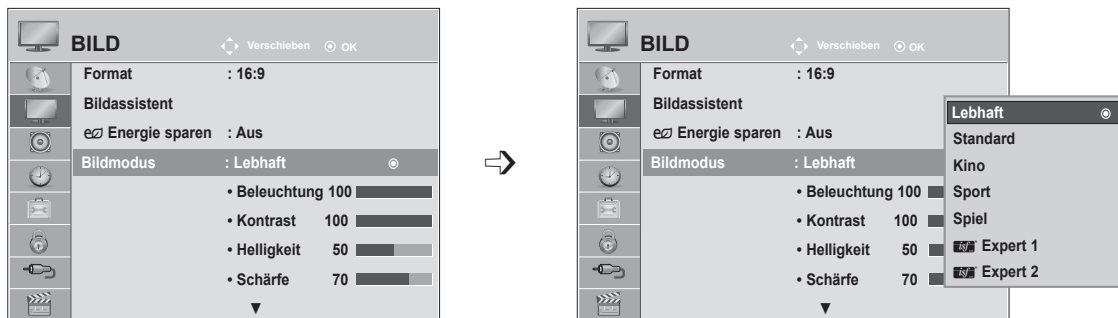 BILD
Verschieben OK
Format : 16:9
Bildassistent
Energie sparen : Aus
Bildmodus : Lebhaft
• Beleuchtung 100
• Kontrast 100
• Helligkeit 50
• Schärfe 70
BILD
Verschieben OK
Format : 16:9
Bildassistent
Energie sparen : Aus
Bildmodus : Lebhaft
• Beleuchtung 100
• Kontrast 100
• Helligkeit 50
• Schärfe 70
Lebhaft
Standard
Kino
Sport
Spiel
isf Expert 1
isf Expert 2